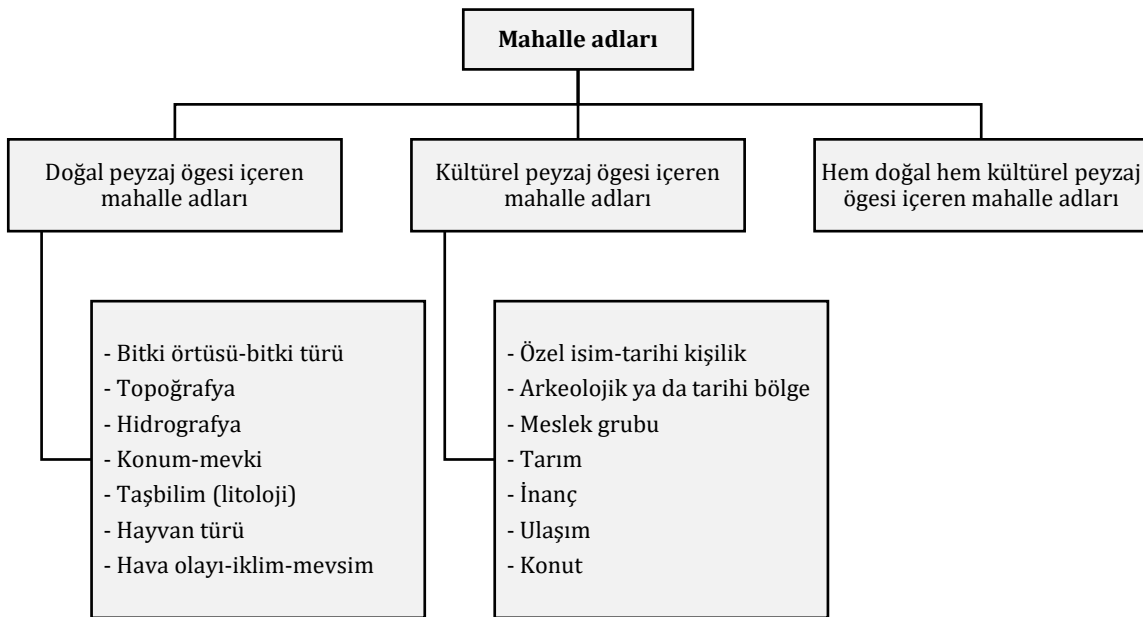 Mahalle adları
Doğal peyzaj ögesi içeren
mahalle adları
Kültürel peyzaj ögesi içeren
mahalle adları
Hem doğal hem kültürel peyzaj
ögesi içeren mahalle adları
- Bitki örtüsü-bitki türü
- Topoğrafya
- Hidrografya
- Konum-mevki
- Taşbilim (litoloji)
- Hayvan türü
- Hava olayı-iklim-mevsim
- Özel isim-tarihi kişilik
- Arkeolojik ya da tarihi bölge
- Meslek grubu
- Tarım
- İnanç
- Ulaşım
- Konut